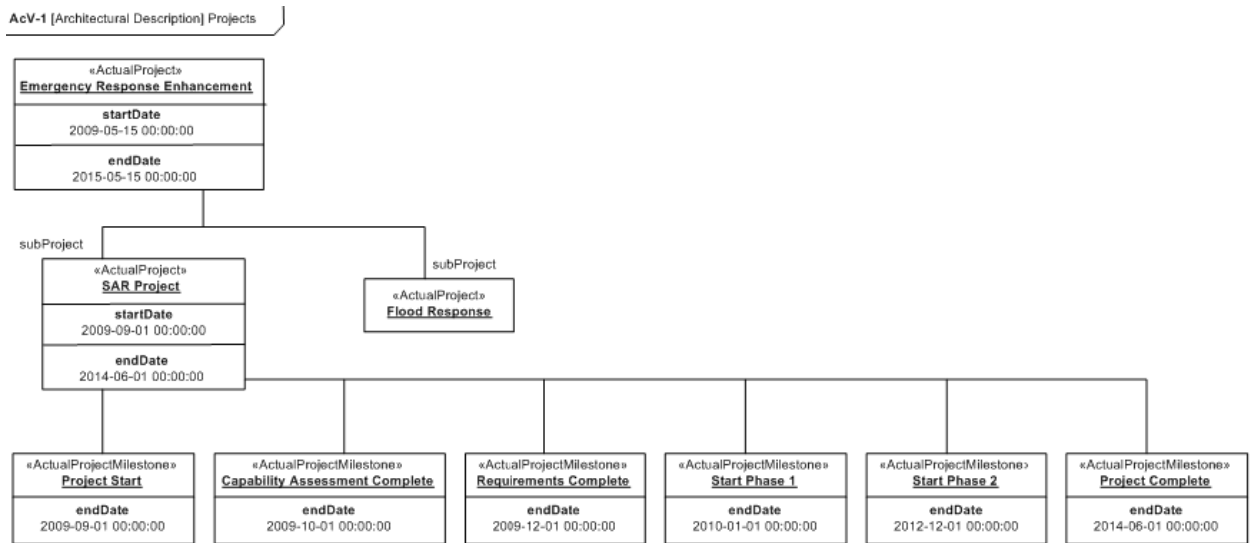 AcV-1 [Architectural Description] Projects
«ActualProject»
Emergency Response Enhancement
startDate
2009-05-15 00:00:00
endDate
2015-05-15 00:00:00
subProject
«ActualProject»
SAR Project
startDate
2009-09-01 00:00:00
endDate
2014-06-01 00:00:00
subProject
«ActualProject»
Flood Response
«ActualProjectMilestone»
Project Start
endDate
2009-09-01 00:00:00
«ActualProjectMilestone»
Capability Assessment Complete
endDate
2009-10-01 00:00:00
«ActualProjectMilestone»
Requirements Complete
endDate
2009-12-01 00:00:00
«ActualProjectMilestone»
Start Phase 1
endDate
2010-01-01 00:00:00
«ActualProjectMilestone›
Start Phase 2
endDate
2012-12-01 00:00:00
«ActualProjectMilestone»
Project Complete
endDate
2014-06-01 00:00:00